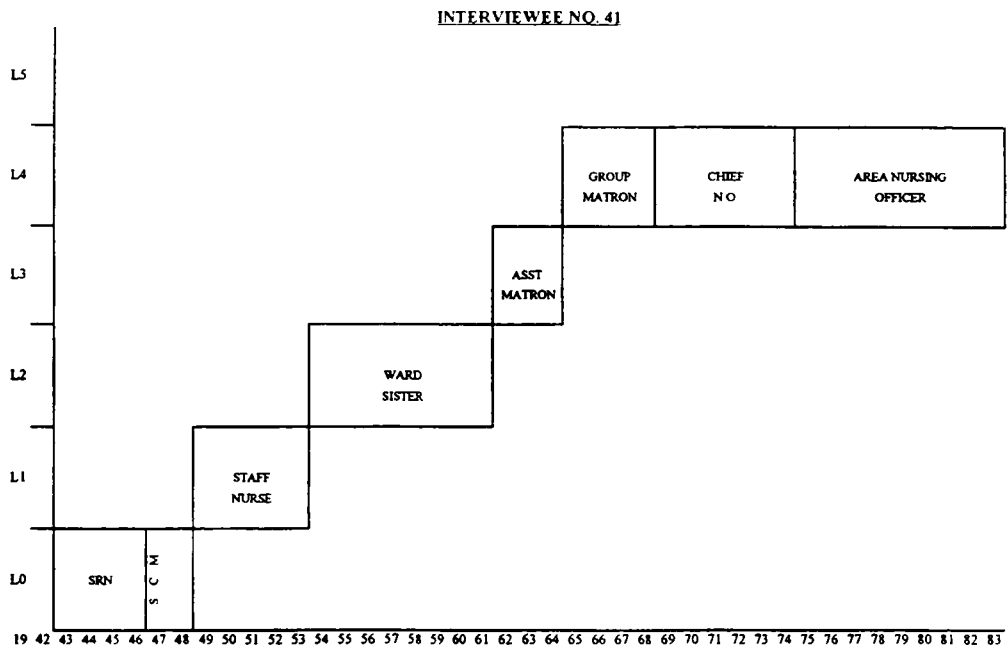 INTERVIEWEE NO. 41
L5
L4
GROUP
MATRON
CHIEF
N O
AREA NURSING
OFFICER
L3
ASST
MATRON
L2
WARD
SISTER
L1
STAFF
NURSE
L0
SRN
S C M
19 42 43 44 45 46 47 48 49 50 51 52 53 54 55 56 57 58 59 60 61 62 63 64 65 66 67 68 69 70 71 72 73 74 75 76 77 78 79 80 81 82 83